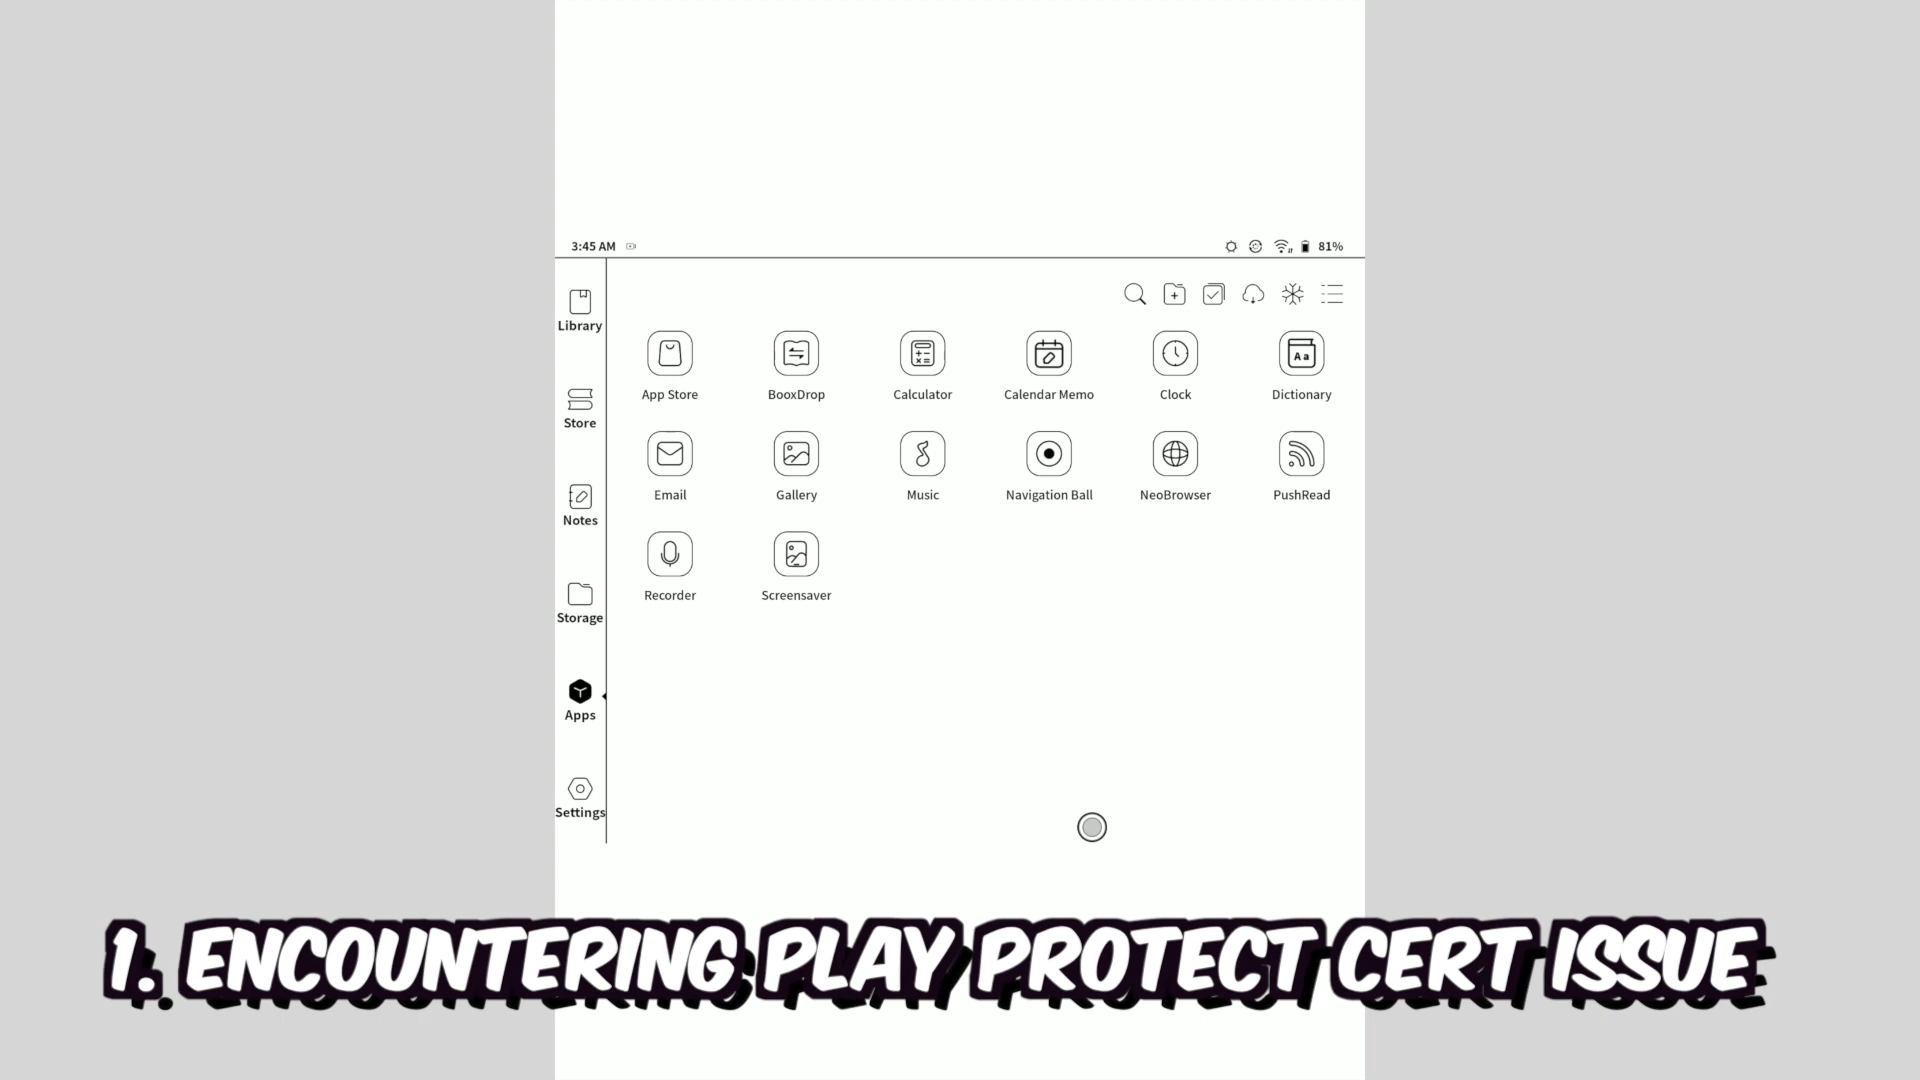 3:45 AM
81%
Library
Store
Notes
Storage
Apps
Settings
App Store
BooxDrop
Calculator
Calendar Memo
Clock
Aa
Dictionary
Email
Gallery
Music
Navigation Ball
NeoBrowser
PushRead
Recorder
Screensaver
1. ENCOUNTERING PLAY PROTECT CERT ISSUE